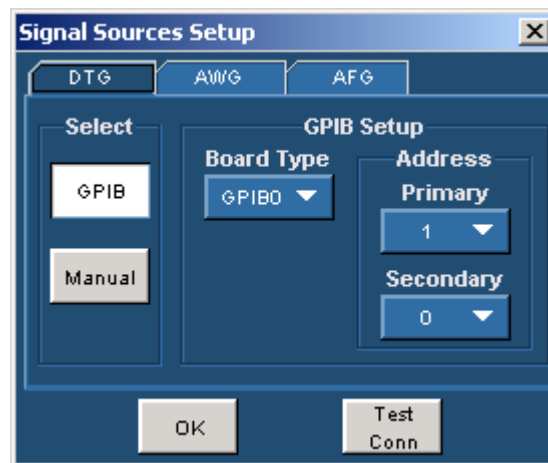 Signal Sources Setup
DTG AWG AFG
Select
GPIB
Manual
GPIB Setup
Board Type
GPIB0
Address
Primary
1
Secondary
0
OK
Test
Conn